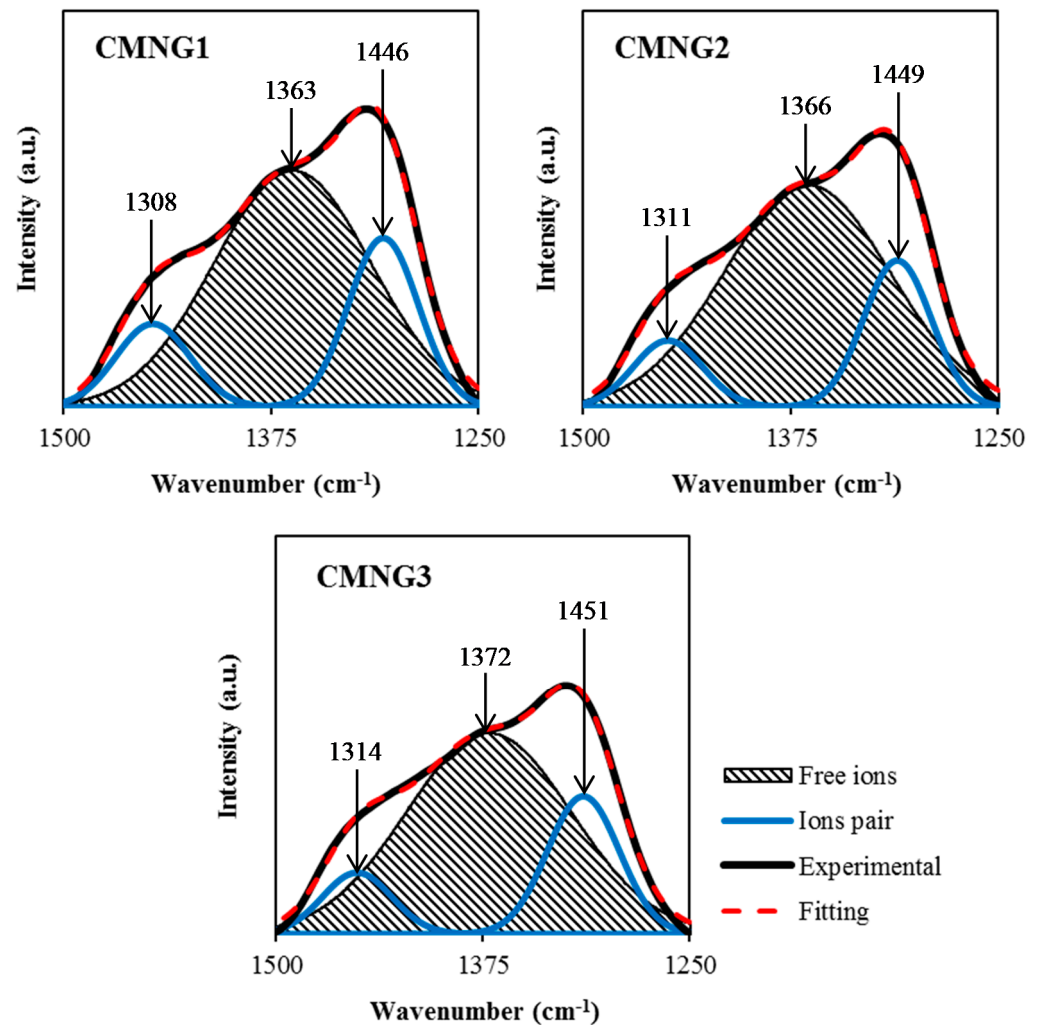 CMNG1
1446
1363
1308
Intensity (a.u.)
1500
1375
1250
Wavenumber (cm-1)
CMNG2
1449
1366
1311
Intensity (a.u.)
1500
1375
1250
Wavenumber (cm-1)
CMNG3
1451
1372
1314
Intensity (a.u.)
1500
1375
1250
Wavenumber (cm-1)
Free ions
Ions pair
Experimental
Fitting